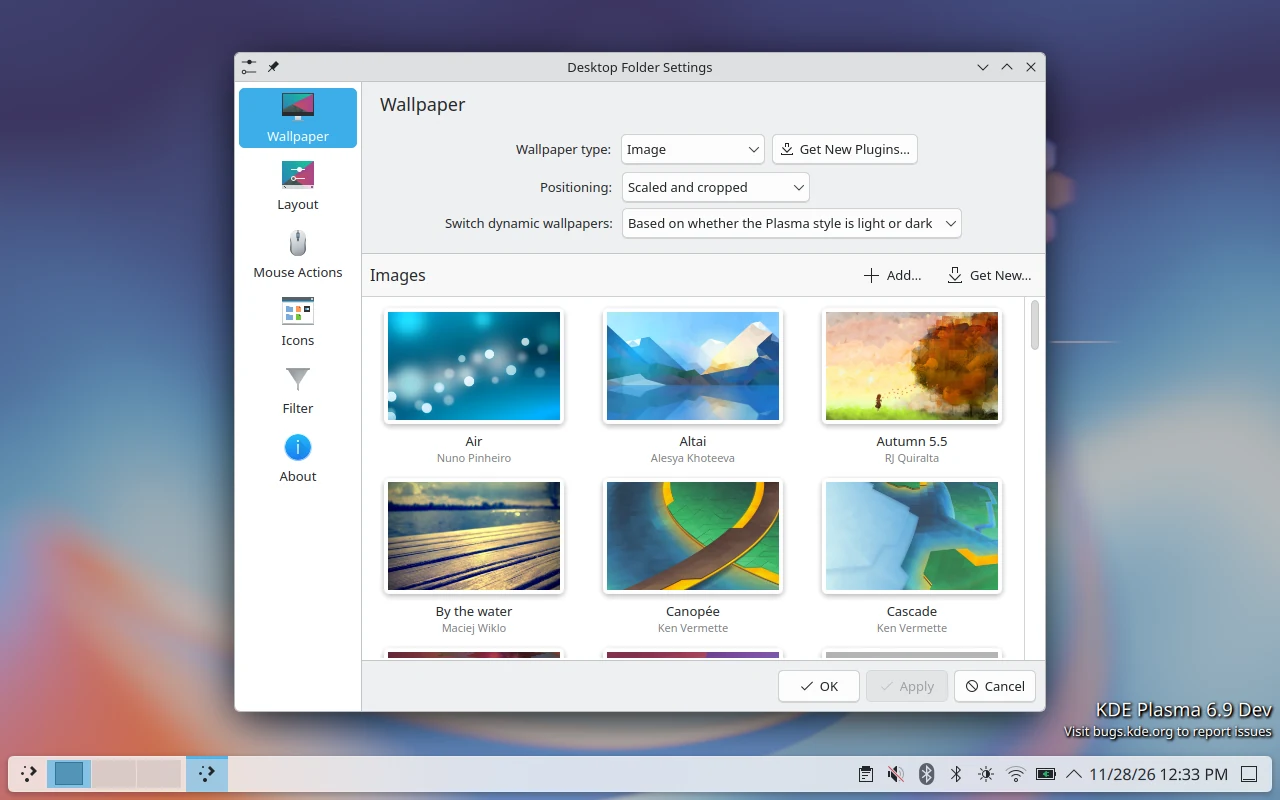 Desktop Folder Settings
Wallpaper
Layout
Mouse Actions
Icons
Filter
About
Wallpaper
Wallpaper type: Image Get New Plugins...
Positioning: Scaled and cropped
Switch dynamic wallpapers: Based on whether the Plasma style is light or dark
Images Add... Get New...
Air Altai Autumn 5.5
Nuno Pinheiro Alesya Khoteeva RJ Quiralta
By the water Canopée Cascade
Maciej Wiklo Ken Vermette Ken Vermette
OK Apply Cancel
KDE Plasma 6.9 Dev
Visit bugs.kde.org to report issues
11/28/26 12:33 PM